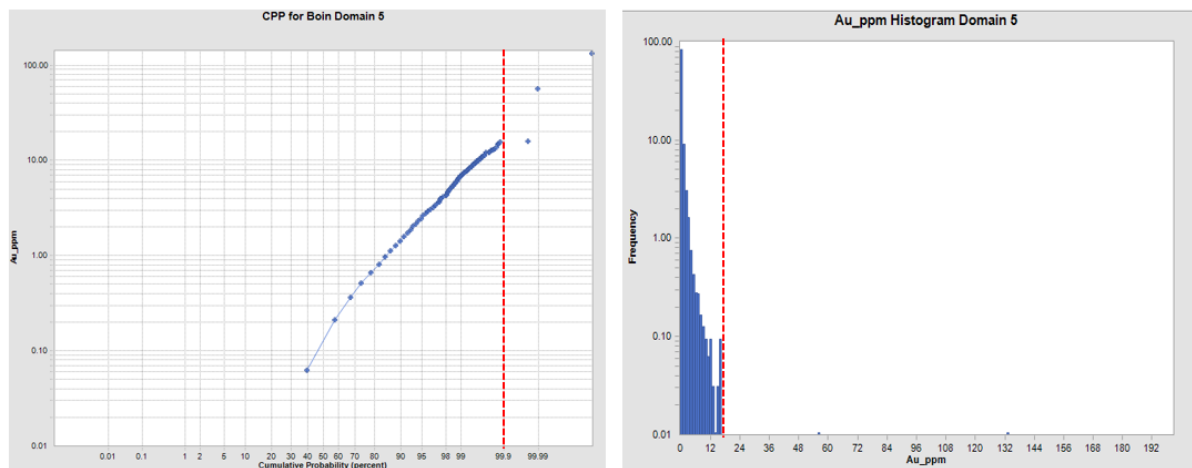 CPP for Boin Domain 5
100.00
10.00
1.00
0.10
0.01
Au_ppm
0.01 0.1 1 2 5 10 20 30 40 50 60 70 80 90 95 98 99 99.9 99.99
Cumulative Probability (percent)
Au_ppm Histogram Domain 5
100.00
10.00
1.00
0.10
0.01
Frequency
0 12 24 36 48 60 72 84 96 108 120 132 144 156 168 180 192
Au_ppm